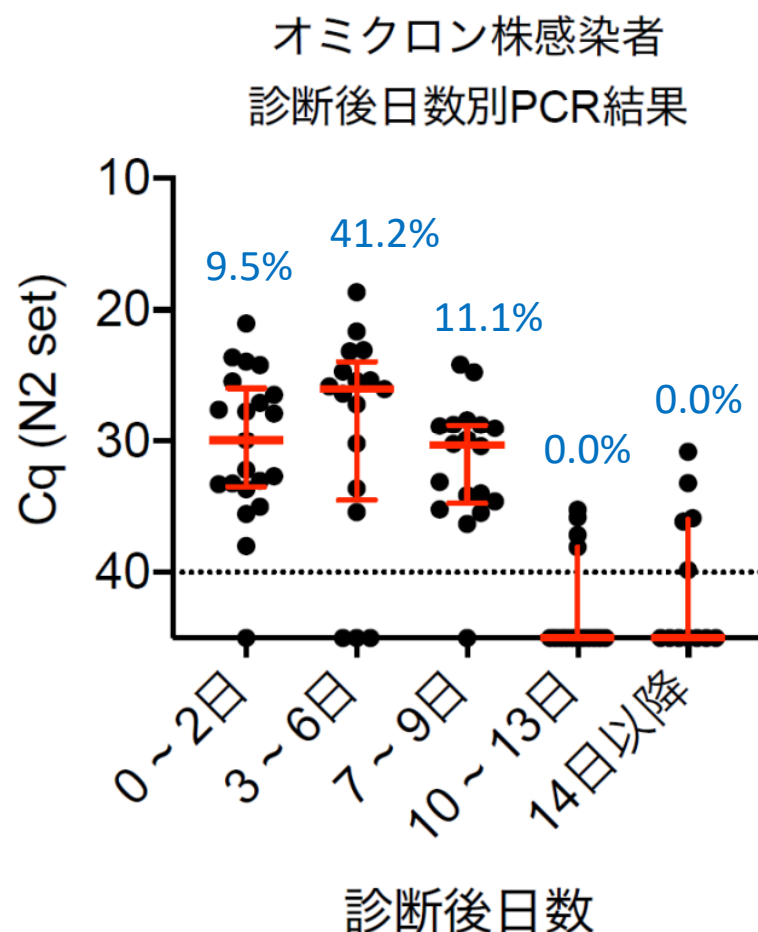 オミクロン株感染者
診断後日数別PCR結果
Cq (N2 set)
10
20
30
40
9.5%
41.2%
11.1%
0.0%
0.0%
0~2日
3~6日
7~9日
10~13日
14日以降
診断後日数